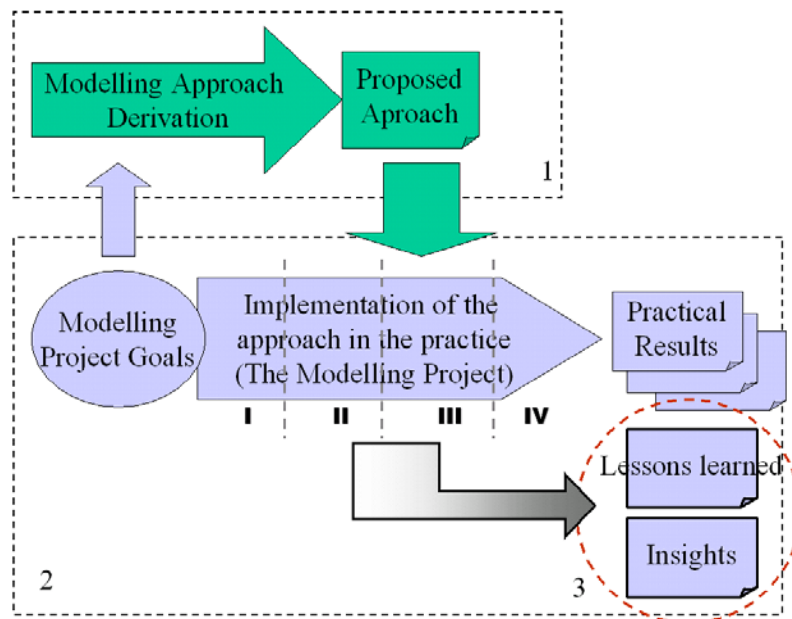 Modelling Approach
Derivation
Proposed
Aproach
1
Modelling
Project Goals
Implementation of the
approach in the practice
(The Modelling Project)
I II III IV
Practical
Results
Lessons learned
Insights
2
3